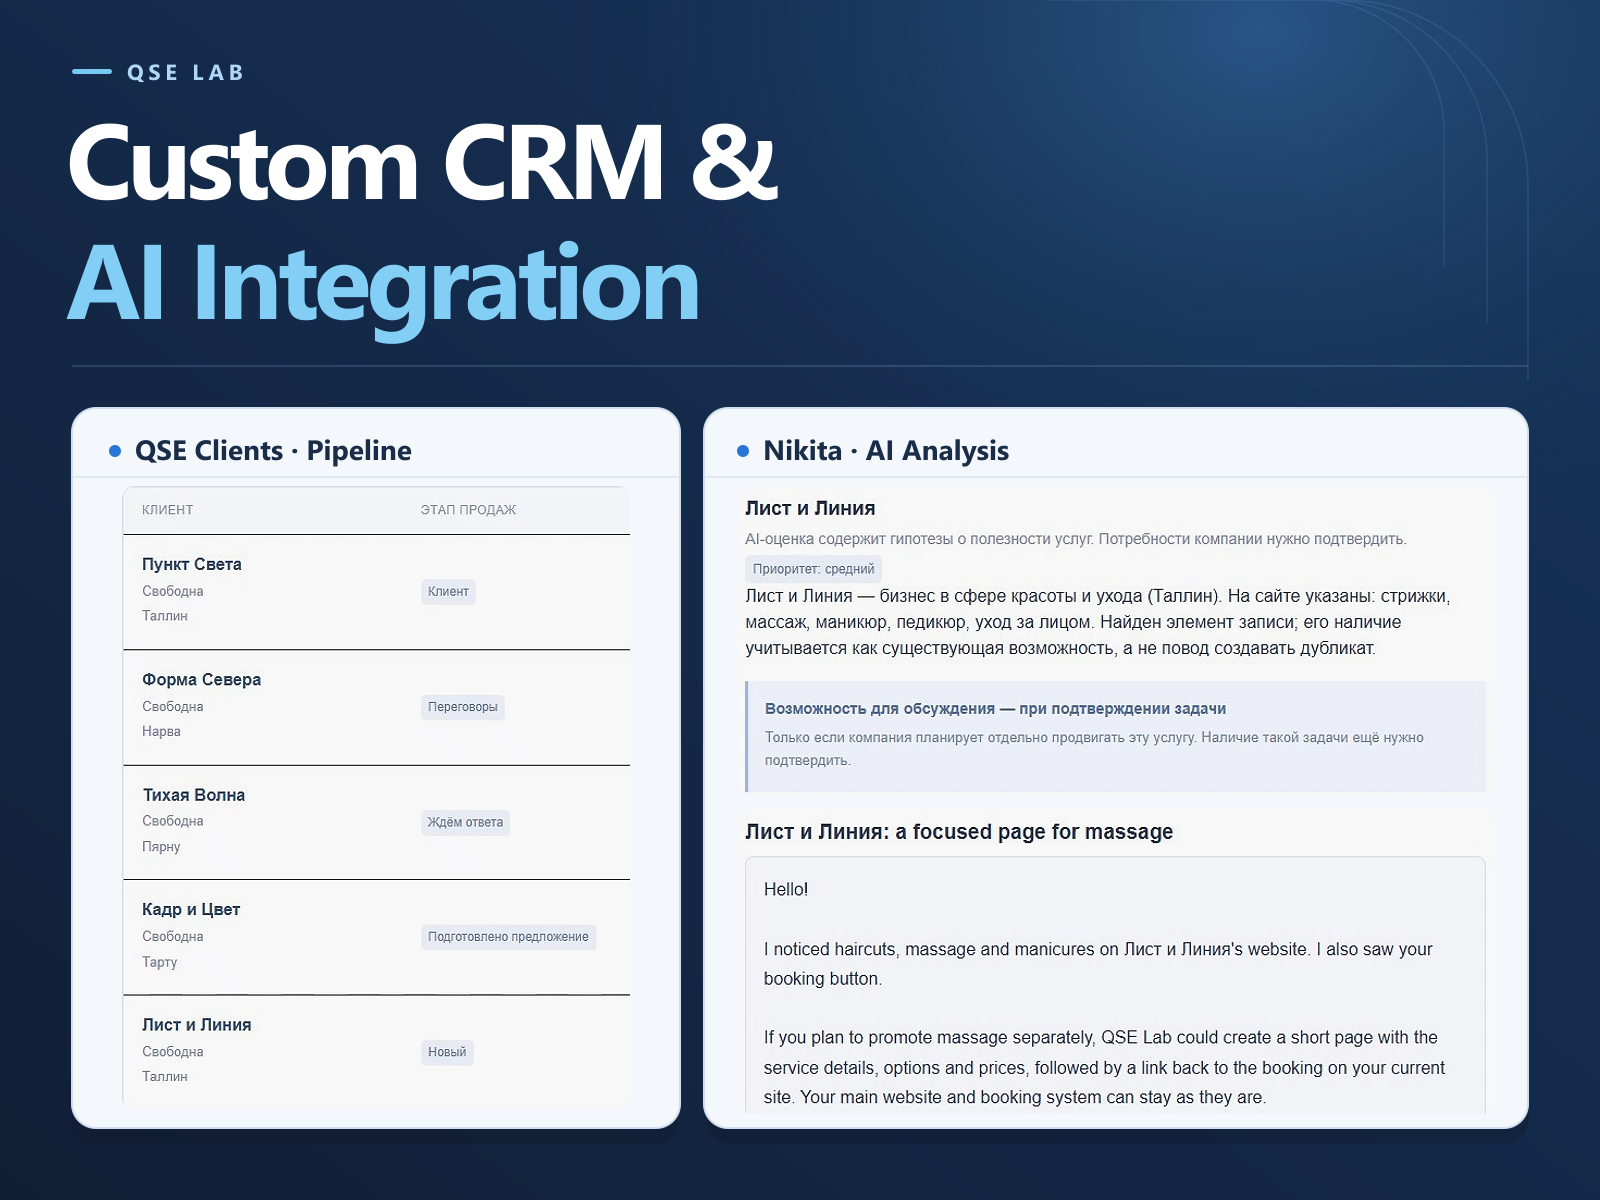 QSE LAB
Custom CRM &
AI Integration
QSE Clients · Pipeline
КЛИЕНТ
ЭТАП ПРОДАЖ
Пункт Света
Свободна
Таллин
Клиент
Форма Севера
Свободна
Нарва
Переговоры
Тихая Волна
Свободна
Пярну
Ждём ответа
Кадр и Цвет
Свободна
Тарту
Подготовлено предложение
Лист и Линия
Свободна
Таллин
Новый
Nikita · AI Analysis
Лист и Линия
AI-оценка содержит гипотезы о полезности услуг. Потребности компании нужно подтвердить.
Приоритет: средний
Лист и Линия — бизнес в сфере красоты и ухода (Таллин). На сайте указаны: стрижки,
массаж, маникюр, педикюр, уход за лицом. Найден элемент записи; его наличие
учитывается как существующая возможность, а не повод создавать дубликат.
Возможность для обсуждения — при подтверждении задачи
Только если компания планирует отдельно продвигать эту услугу. Наличие такой задачи ещё нужно
подтвердить.
Лист и Линия: a focused page for massage
Hello!
I noticed haircuts, massage and manicures on Лист и Линия's website. I also saw your
booking button.
If you plan to promote massage separately, QSE Lab could create a short page with the
service details, options and prices, followed by a link back to the booking on your current
site. Your main website and booking system can stay as they are.